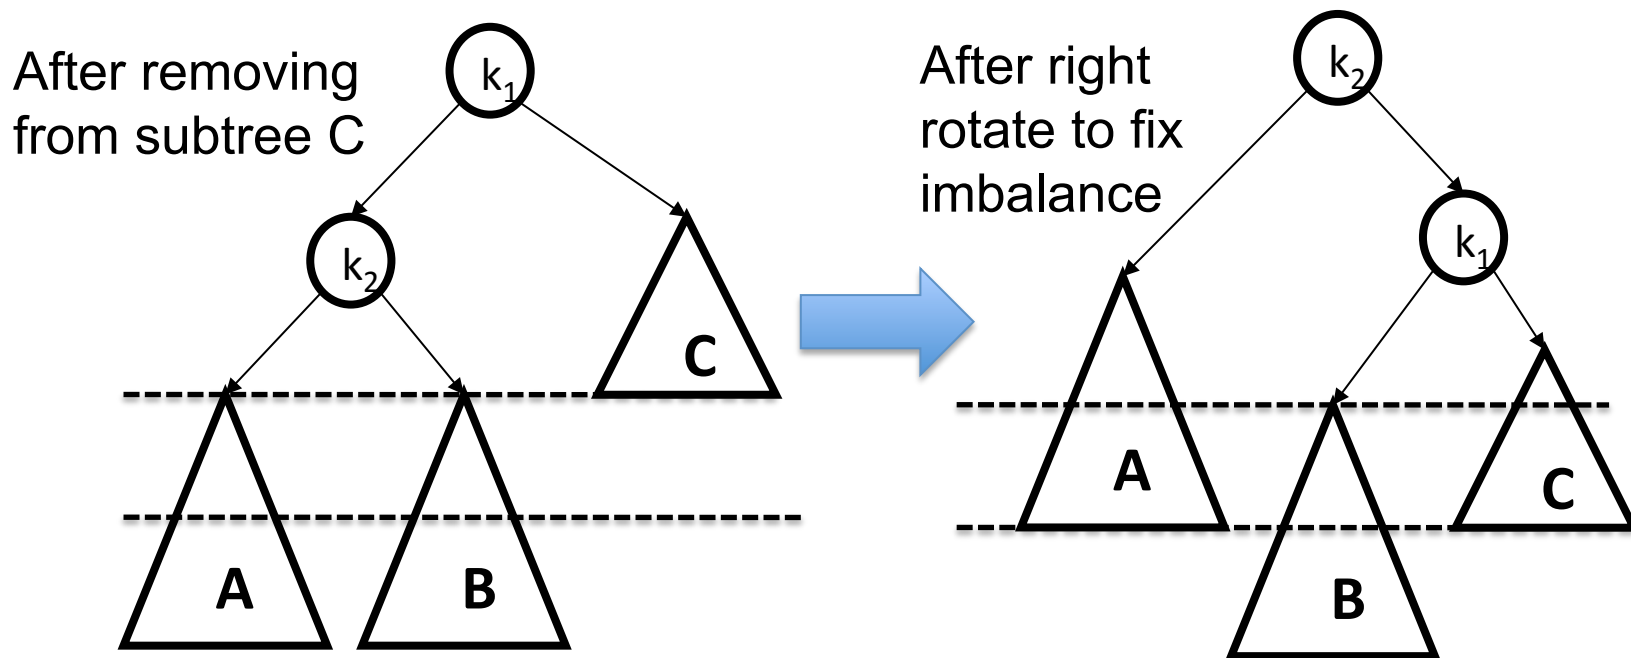 After removing
from subtree C
k₁
k₂
C
A
B
After right
rotate to fix
imbalance
k₂
k₁
A
C
B